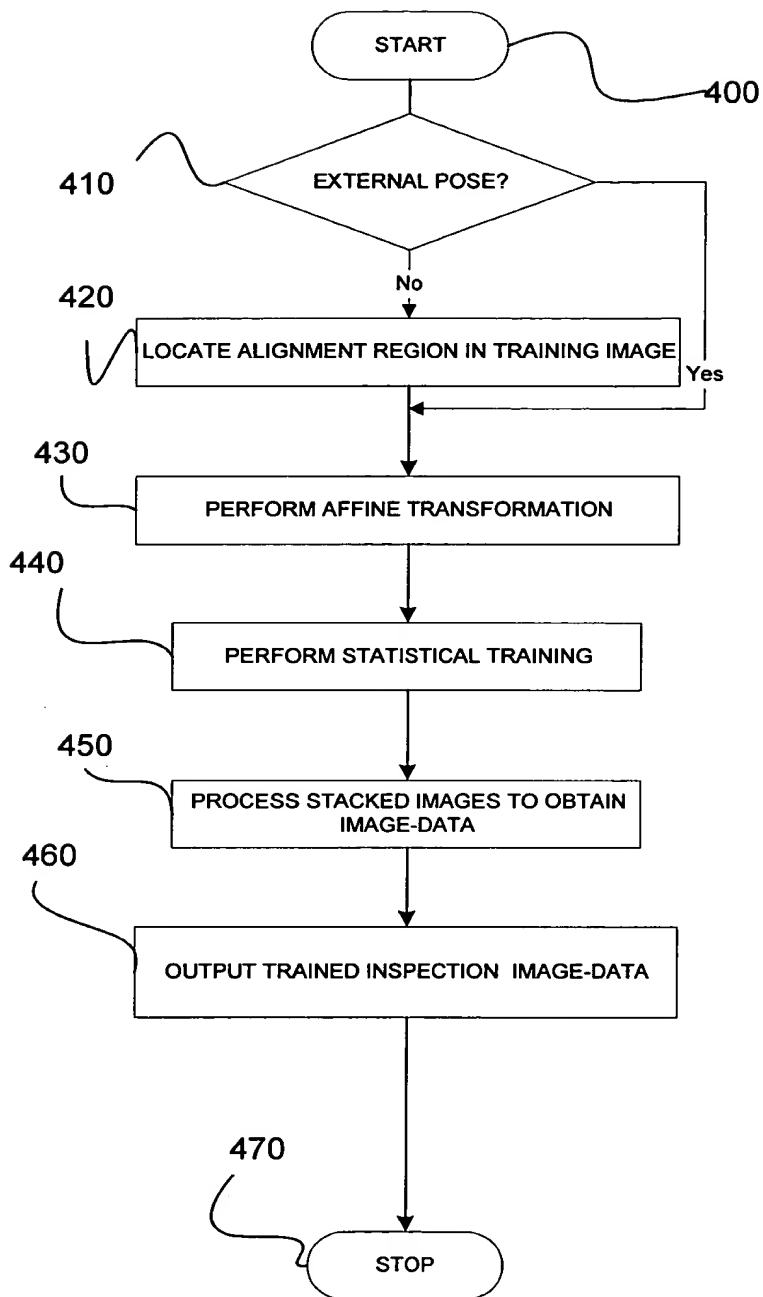 START
400
410
EXTERNAL POSE?
No
420
LOCATE ALIGNMENT REGION IN TRAINING IMAGE
Yes
430
PERFORM AFFINE TRANSFORMATION
440
PERFORM STATISTICAL TRAINING
450
PROCESS STACKED IMAGES TO OBTAIN
IMAGE-DATA
460
OUTPUT TRAINED INSPECTION IMAGE-DATA
470
STOP